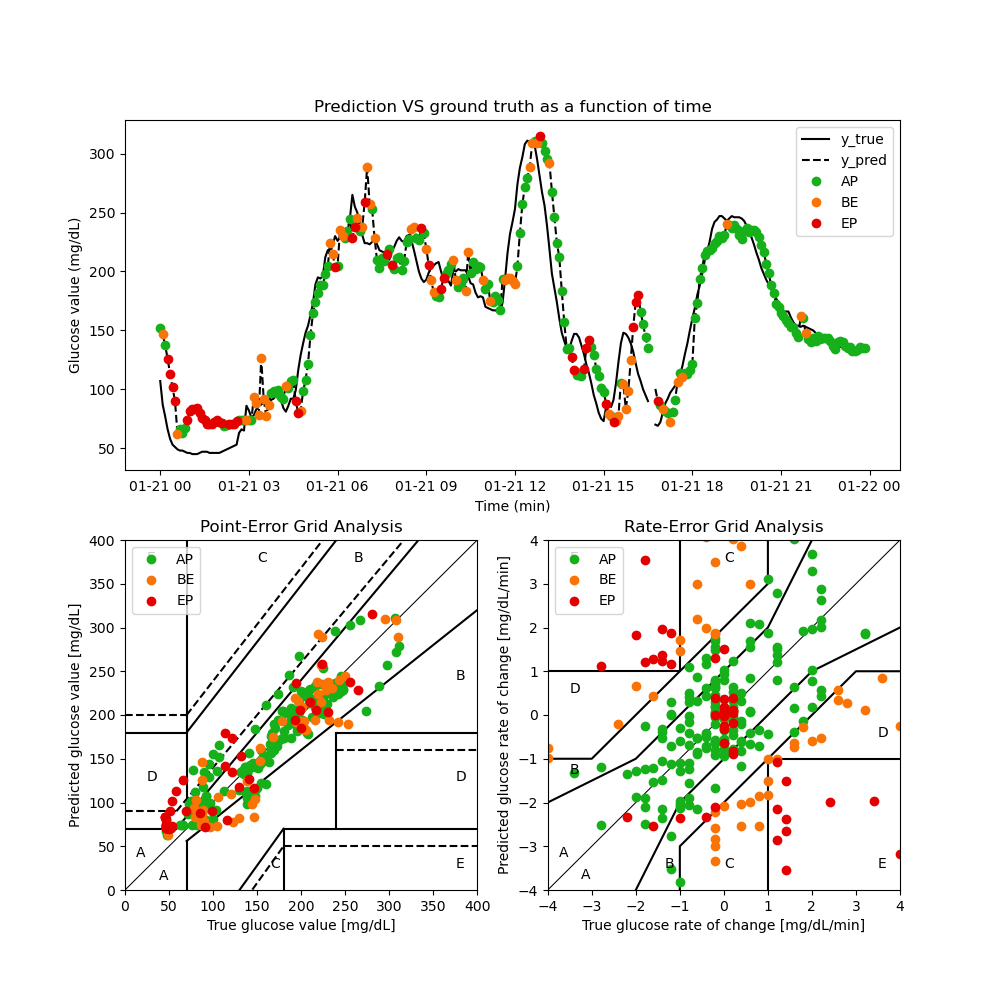 Prediction VS ground truth as a function of time
Glucose value (mg/dL)
300
250
200
150
100
50
y_true
y_pred
AP
BE
EP
01-21 00 01-21 03 01-21 06 01-21 09 01-21 12 01-21 15 01-21 18 01-21 21 01-22 00
Time (min)
Point-Error Grid Analysis
Predicted glucose value [mg/dL]
400
350
300
250
200
150
100
50
0
AP
BE
EP
C
B
B
D
D
A
A
C
E
0 50 100 150 200 250 300 350 400
True glucose value [mg/dL]
Rate-Error Grid Analysis
Predicted glucose rate of change [mg/dL/min]
4
3
2
1
0
−1
−2
−3
−4
AP
BE
EP
C
D
D
B
A
A
B
C
E
−4 −3 −2 −1 0 1 2 3 4
True glucose rate of change [mg/dL/min]